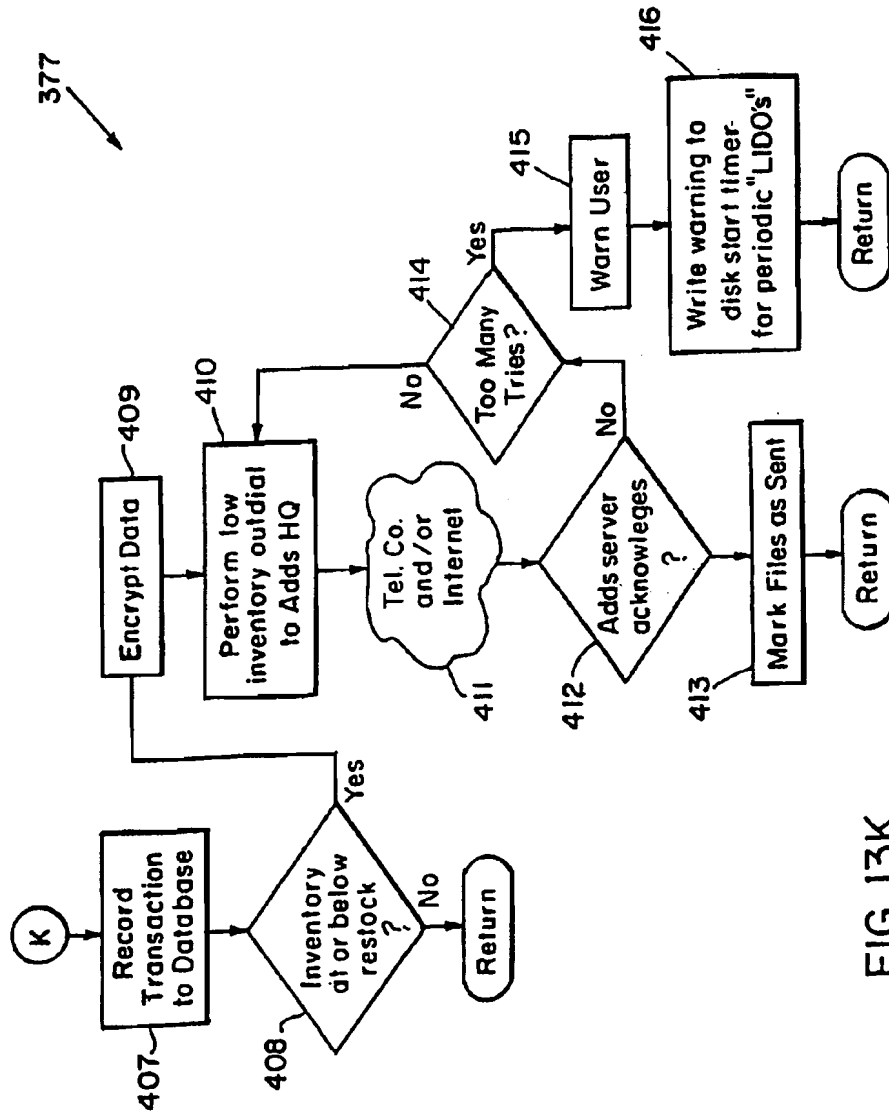 377
K
Record
Transaction
to Database
407
Inventory
at or below
restock
?
408
Yes
No
Return
Encrypt Data
409
Perform low
inventory outdial
to Adds HQ
410
Tel. Co.
and/or
Internet
411
Adds server
acknowleges
?
412
No
Mark Files as Sent
413
Return
Too Many
Tries?
414
No
Yes
Warn User
415
Write warning to
disk start timer-
for periodic "LIDO's"
416
Return
FIG. 13K